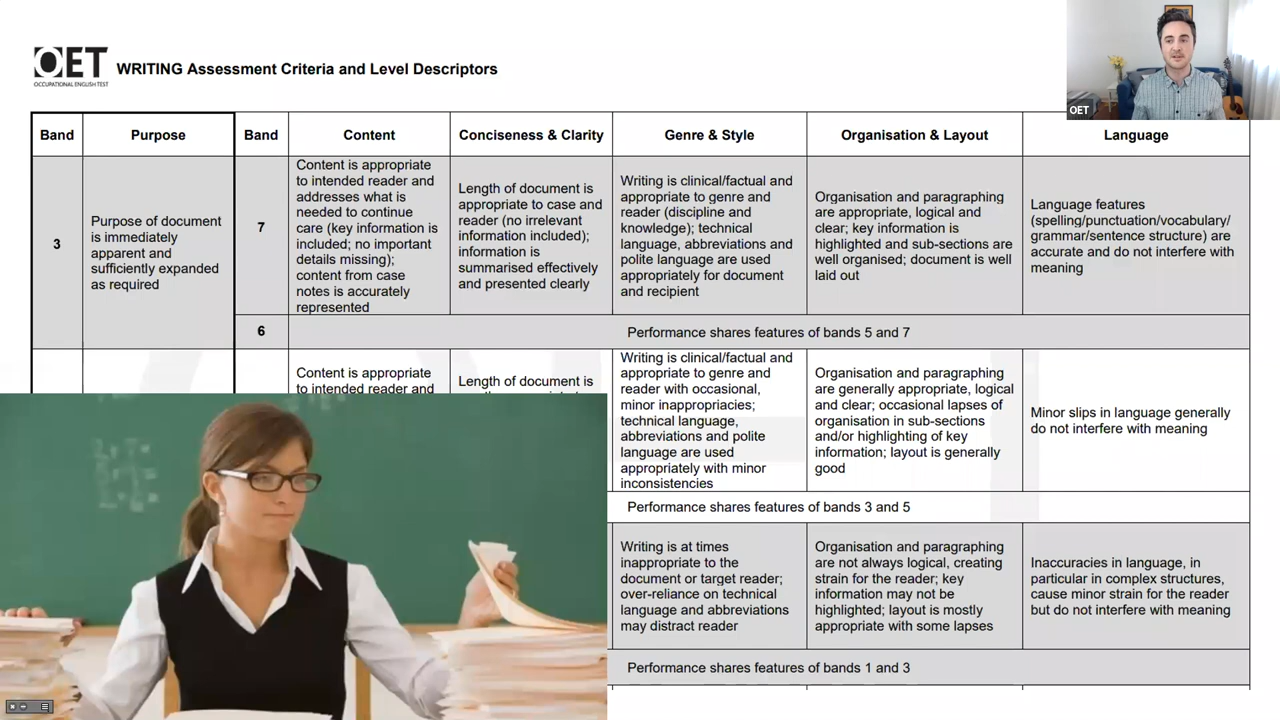 OET
OCCUPATIONAL ENGLISH TEST
WRITING Assessment Criteria and Level Descriptors
OET
Band
Purpose
Band
Content
Conciseness & Clarity
Genre & Style
Organisation & Layout
Language
3
Purpose of document
is immediately
apparent and
sufficiently expanded
as required
7
Content is appropriate
to intended reader and
addresses what is
needed to continue
care (key information is
included; no important
details missing);
content from case
notes is accurately
represented
Length of document is
appropriate to case and
reader (no irrelevant
information included);
information is
summarised effectively
and presented clearly
Writing is clinical/factual and
appropriate to genre and
reader (discipline and
knowledge); technical
language, abbreviations and
polite language are used
appropriately for document
and recipient
Organisation and paragraphing
are appropriate, logical and
clear; key information is
highlighted and sub-sections are
well organised; document is well
laid out
Language features
(spelling/punctuation/vocabulary/
grammar/sentence structure) are
accurate and do not interfere with
meaning
6
Performance shares features of bands 5 and 7
Content is appropriate
to intended reader and
Length of document is
Writing is clinical/factual and
appropriate to genre and
reader with occasional,
minor inappropriacies;
technical language,
abbreviations and polite
language are used
appropriately with minor
inconsistencies
Organisation and paragraphing
are generally appropriate, logical
and clear; occasional lapses of
organisation in sub-sections
and/or highlighting of key
information; layout is generally
good
Minor slips in language generally
do not interfere with meaning
Performance shares features of bands 3 and 5
Writing is at times
inappropriate to the
document or target reader;
over-reliance on technical
language and abbreviations
may distract reader
Organisation and paragraphing
are not always logical, creating
strain for the reader; key
information may not be
highlighted; layout is mostly
appropriate with some lapses
Inaccuracies in language, in
particular in complex structures,
cause minor strain for the reader
but do not interfere with meaning
Performance shares features of bands 1 and 3